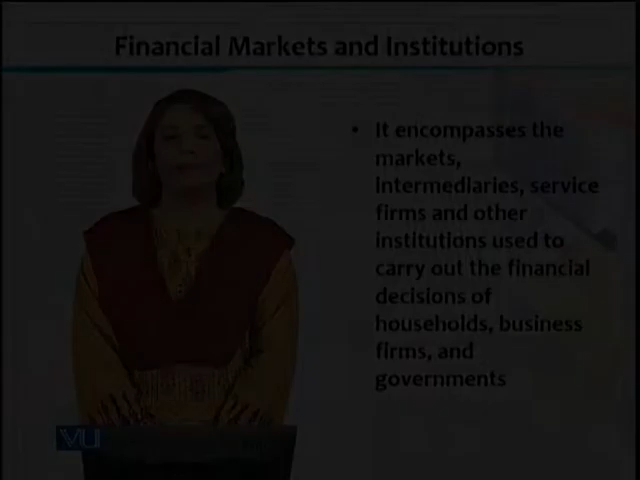 Financial Markets and Institutions
• It encompasses the
markets,
intermediaries, service
firms and other
institutions used to
carry out the financial
decisions of
households, business
firms, and
governments
VU